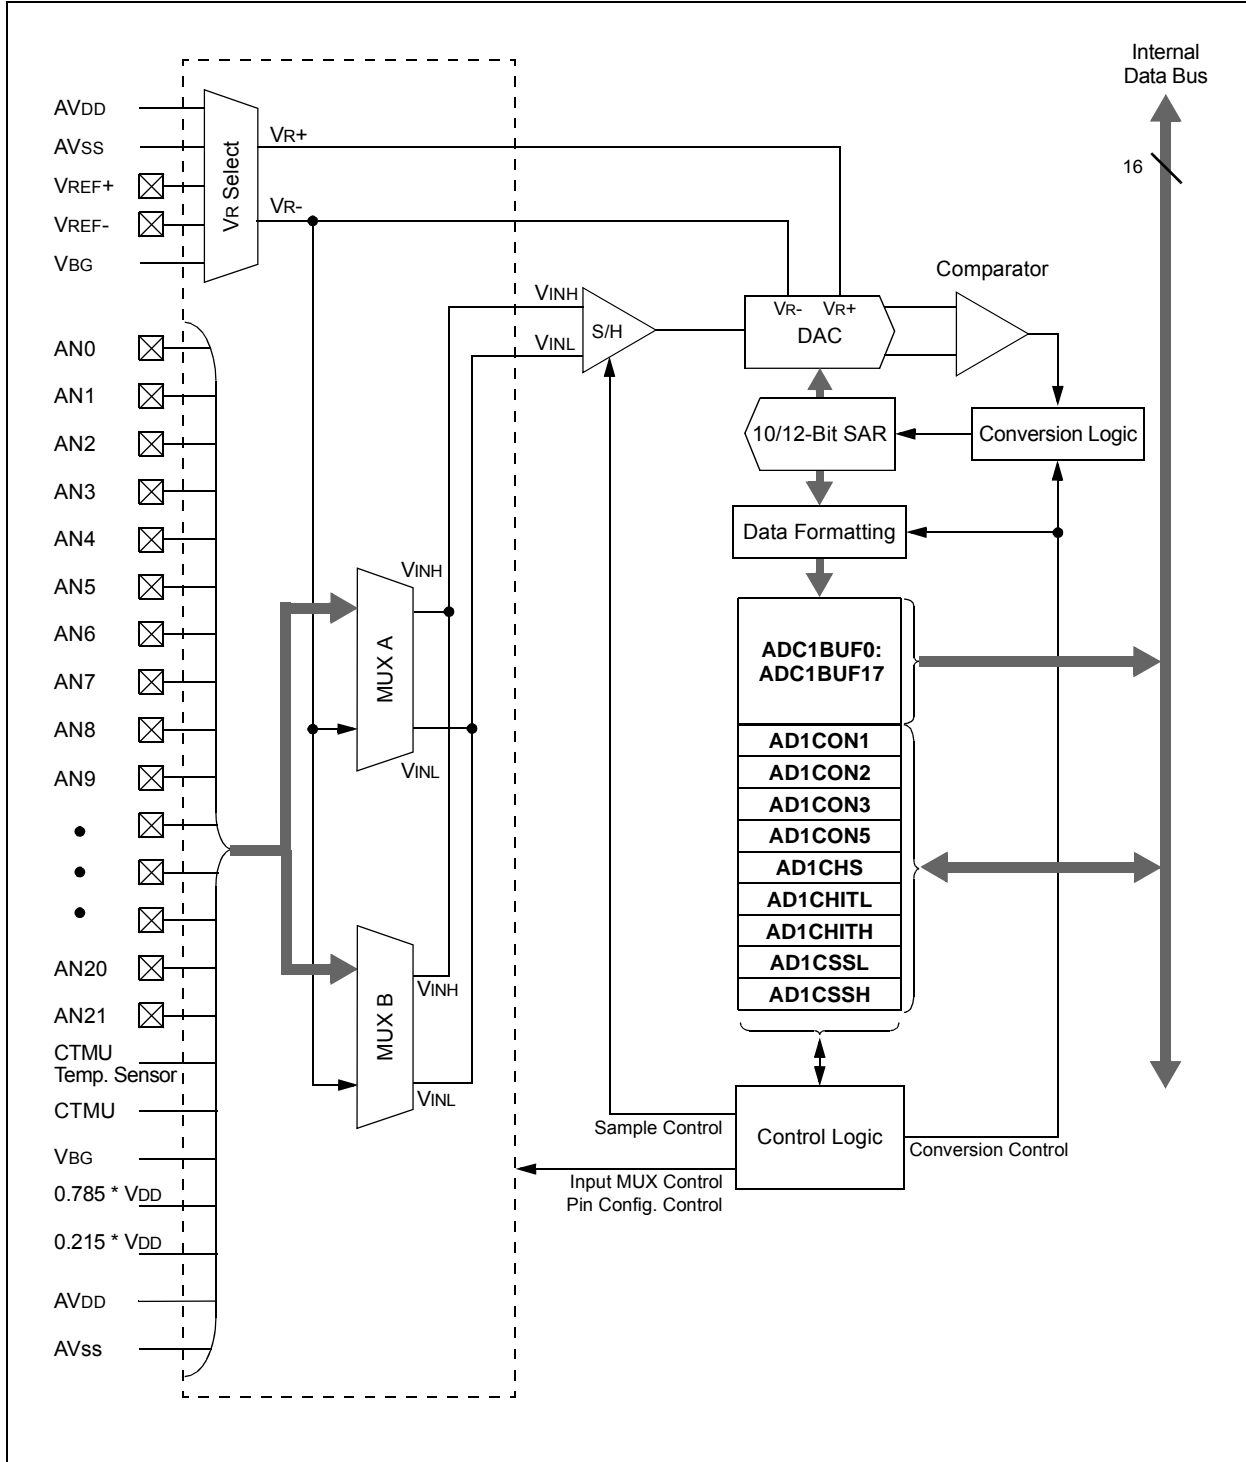 Internal
Data Bus
16
AVDD
AVSS
VREF+
VREF-
VBG
VR Select
VR+
VR-
AN0
AN1
AN2
AN3
AN4
AN5
AN6
AN7
AN8
AN9
AN20
AN21
CTMU
Temp. Sensor
CTMU
VBG
0.785 * VDD
0.215 * VDD
AVDD
AVss
VINH
MUX A
VINL
MUX B
VINH
VINL
VINH
VINL
S/H
VR- VR+
DAC
Comparator
10/12-Bit SAR
Conversion Logic
Data Formatting
ADC1BUF0:
ADC1BUF17
AD1CON1
AD1CON2
AD1CON3
AD1CON5
AD1CHS
AD1CHITL
AD1CHITH
AD1CSSL
AD1CSSH
Sample Control
Control Logic
Conversion Control
Input MUX Control
Pin Config. Control